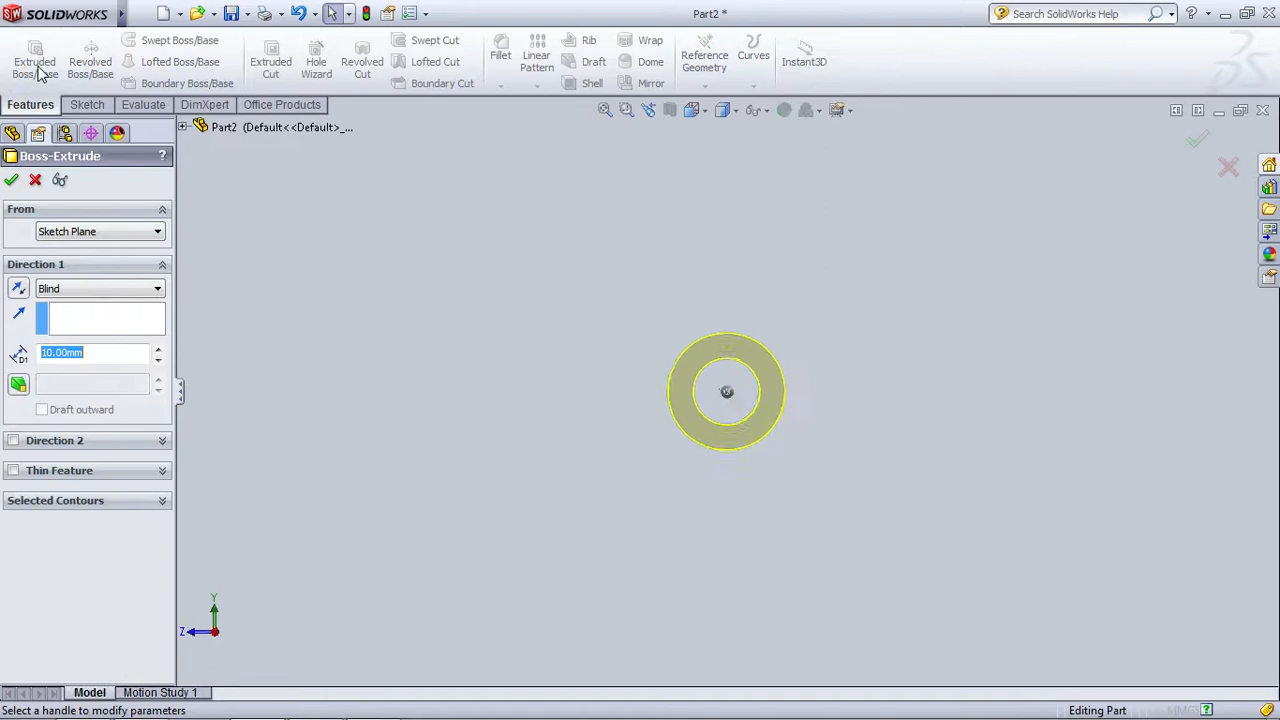 SOLIDWORKS
Part2 *
Search SolidWorks Help
Extruded Boss/Base
Revolved Boss/Base
Swept Boss/Base
Lofted Boss/Base
Boundary Boss/Base
Extruded Cut
Hole Wizard
Revolved Cut
Swept Cut
Lofted Cut
Boundary Cut
Fillet
Linear Pattern
Rib
Draft
Shell
Wrap
Dome
Mirror
Reference Geometry
Curves
Instant3D
Features
Sketch
Evaluate
DimXpert
Office Products
Part2 (Default<<Default>_...
Boss-Extrude
?
From
Sketch Plane
Direction 1
Blind
D1
10.00mm
Draft outward
Direction 2
Thin Feature
Selected Contours
Y
Z
Model
Motion Study 1
Select a handle to modify parameters
Editing Part